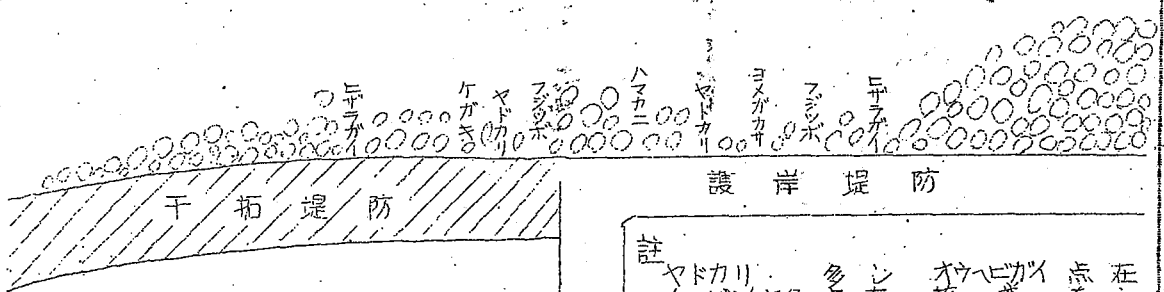 ヒザラガイ
ケガキ
ヤドカリ
フジツボ
ハマカニ
ヤドカリ
ヨメガカサ
フジツボ
ヒザラガイ
干拓堤防
護岸堤防
註
ヤドカリ 多シ オウヘビガイ 点在